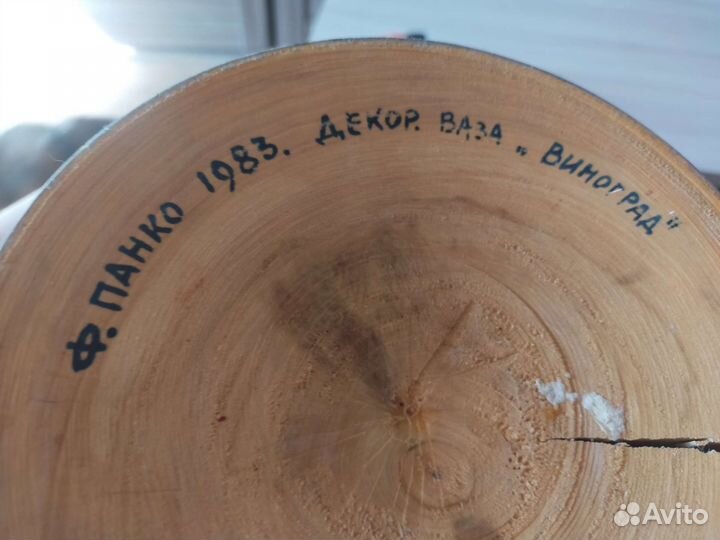 Ф. ПАНКО 1983. ДЕКОР. ВАЗА „ ВИНОГРАД"
Avito